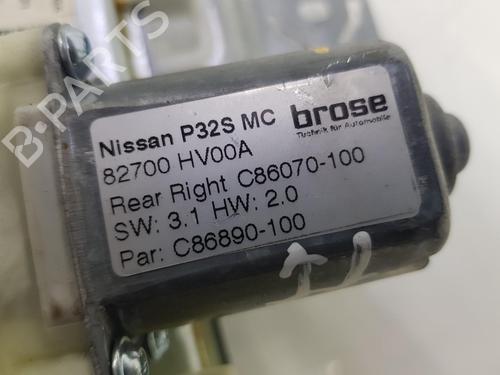 Nissan P32S MC brose
Technik für Automobile
82700 HV00A
Rear Right C86070-100
SW: 3.1 HW: 2.0
Par: C86890-100
B-PARTS